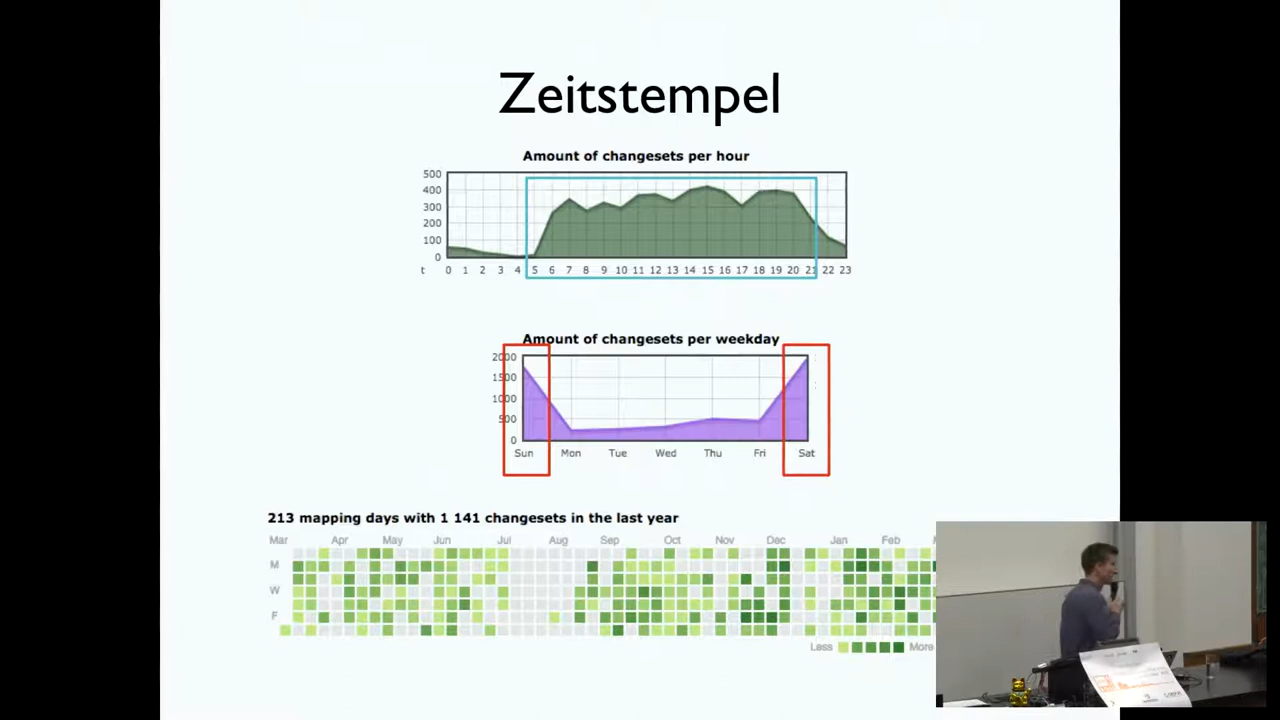 Zeitstempel
Amount of changesets per hour
500
400
300
200
100
0
t 0 1 2 3 4 5 6 7 8 9 10 11 12 13 14 15 16 17 18 19 20 21 22 23
Amount of changesets per weekday
2000
1500
1000
500
0
Sun Mon Tue Wed Thu Fri Sat
213 mapping days with 1 141 changesets in the last year
Mar Apr May Jun Jul Aug Sep Oct Nov Dec Jan Feb
M
W
F
Less More